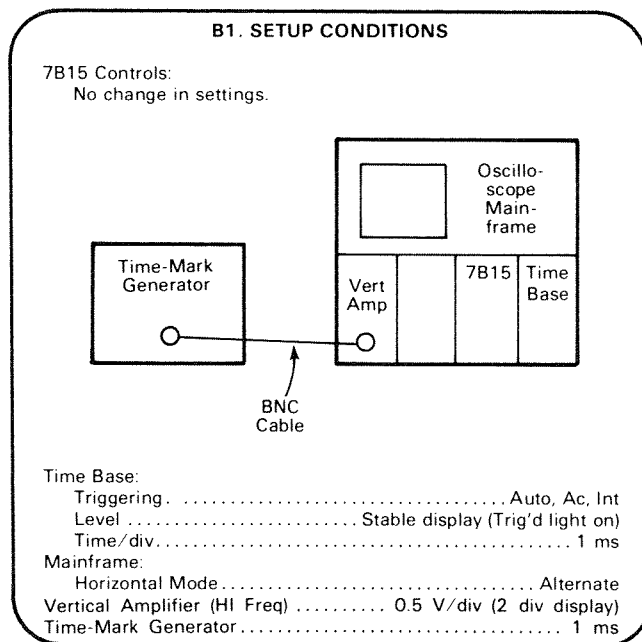 B1. SETUP CONDITIONS
7B15 Controls:
No change in settings.
Oscillo-
scope
Main-
frame
Time-Mark
Generator
Vert
Amp
7B15
Time
Base
BNC
Cable
Time Base:
Triggering. ................................... Auto, Ac, Int
Level ........................ Stable display (Trig'd light on)
Time/div.......................................... 1 ms
Mainframe:
Horizontal Mode................................ Alternate
Vertical Amplifier (HI Freq) .......... 0.5 V/div (2 div display)
Time-Mark Generator................................. 1 ms